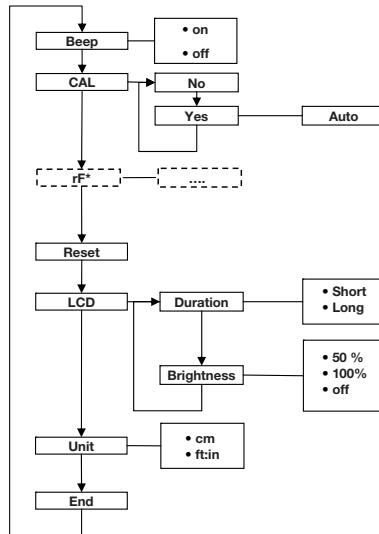 Beep
• on
• off
CAL
No
Yes
Auto
rF*
....
Reset
LCD
Duration
• Short
• Long
Brightness
• 50 %
• 100%
• off
Unit
• cm
• ft:in
End